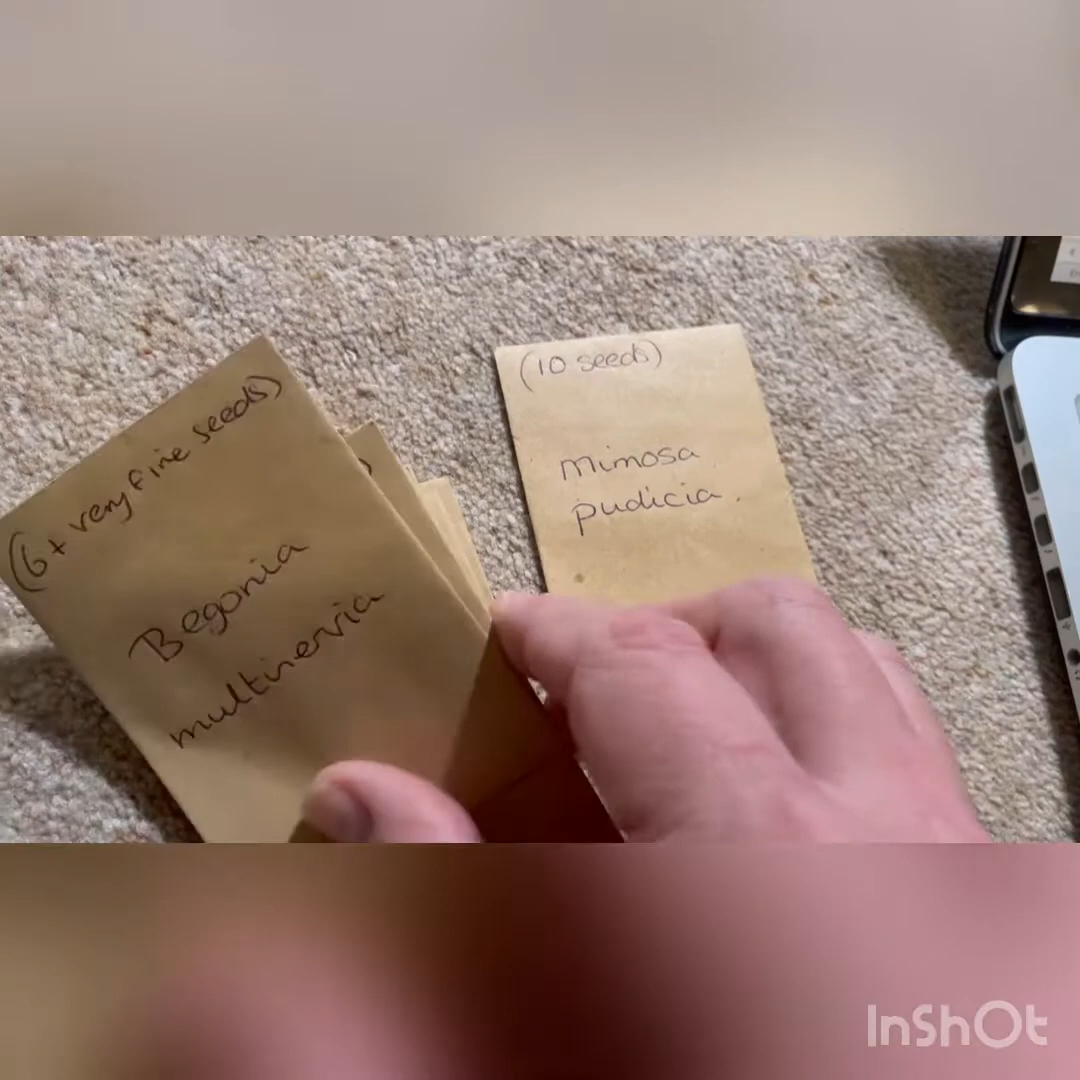 (6+ very fine seeds)
Begonia
multinervia
(10 seeds)
mimosa
pudicia.
InShOt